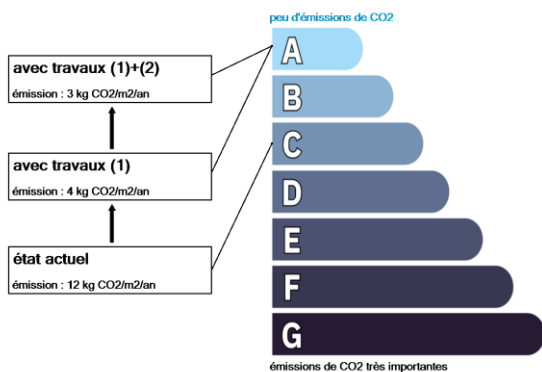 peu d'émissions de CO2
avec travaux (1)+(2)
émission : 3 kg CO2/m2/an
avec travaux (1)
émission : 4 kg CO2/m2/an
état actuel
émission : 12 kg CO2/m2/an
A
B
C
D
E
F
G
émissions de CO2 très importantes